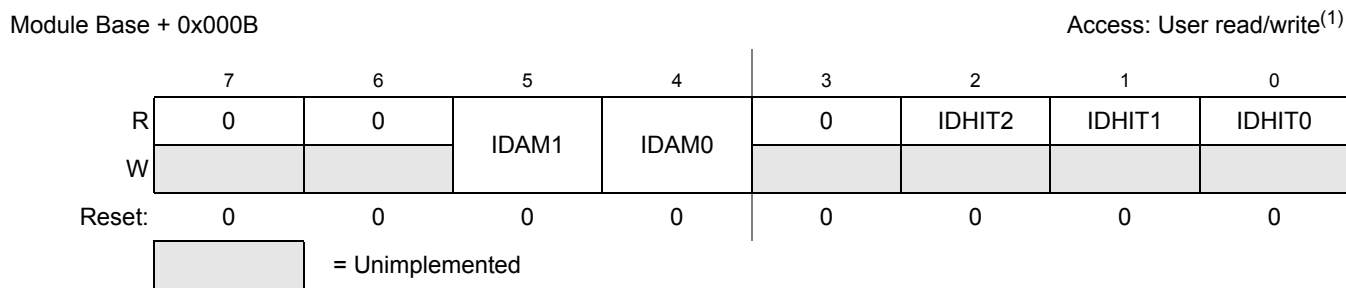 Module Base + 0x000B Access: User read/write(1)
7 6 5 4 3 2 1 0
R 0 0 IDAM1 IDAM0 0 IDHIT2 IDHIT1 IDHIT0
W
Reset: 0 0 0 0 0 0 0 0
= Unimplemented